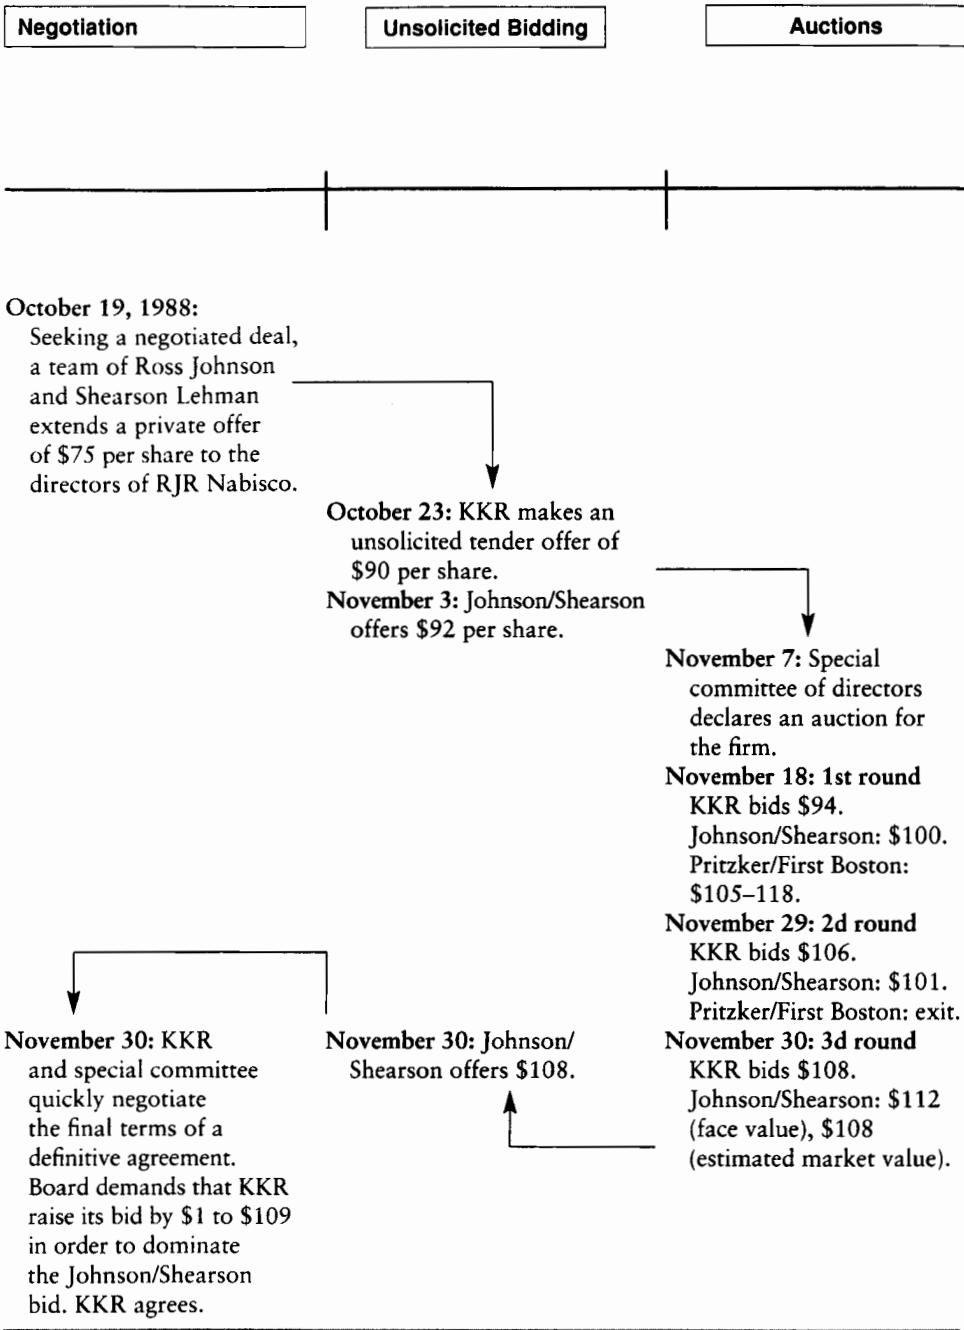 Negotiation
Unsolicited Bidding
Auctions
October 19, 1988:
Seeking a negotiated deal,
a team of Ross Johnson
and Shearson Lehman
extends a private offer
of $75 per share to the
directors of RJR Nabisco.
October 23: KKR makes an
unsolicited tender offer of
$90 per share.
November 3: Johnson/Shearson
offers $92 per share.
November 7: Special
committee of directors
declares an auction for
the firm.
November 18: 1st round
KKR bids $94.
Johnson/Shearson: $100.
Pritzker/First Boston:
$105–118.
November 29: 2d round
KKR bids $106.
Johnson/Shearson: $101.
Pritzker/First Boston: exit.
November 30: 3d round
KKR bids $108.
Johnson/Shearson: $112
(face value), $108
(estimated market value).
November 30: Johnson/
Shearson offers $108.
November 30: KKR
and special committee
quickly negotiate
the final terms of a
definitive agreement.
Board demands that KKR
raise its bid by $1 to $109
in order to dominate
the Johnson/Shearson
bid. KKR agrees.